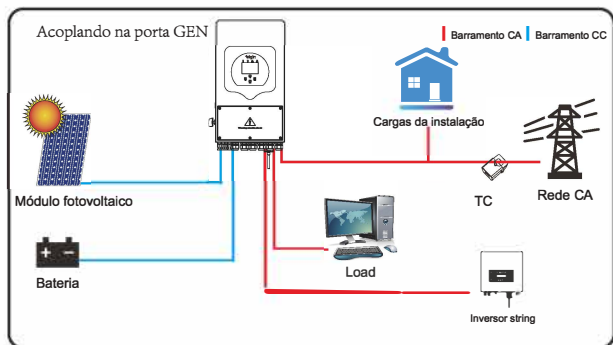 Acoplando na porta GEN
Barramento CA
Barramento CC
Cargas da instalação
Módulo fotovoltaico
TC
Rede CA
Load
Bateria
Inversor string